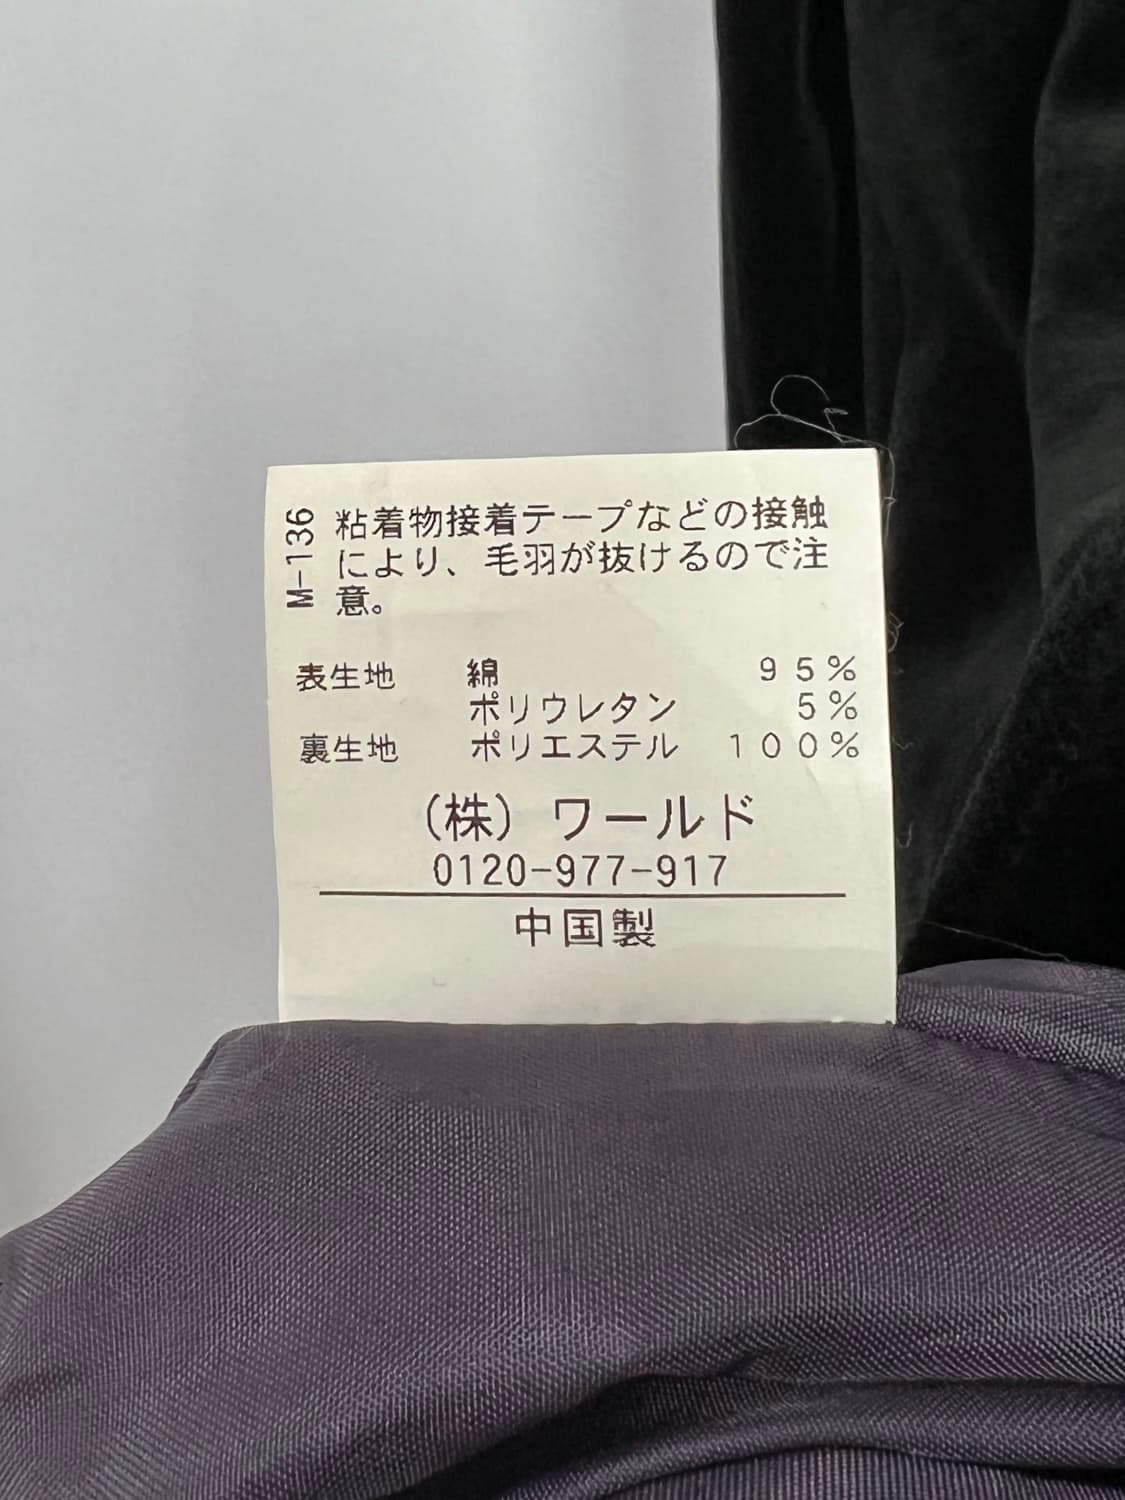 M-136
粘着物接着テープなどの接触
により、毛羽が抜けるので注
意。
表生地 綿 95%
ポリウレタン 5%
裏生地 ポリエステル 100%
(株) ワールド
0120-977-917
中国製